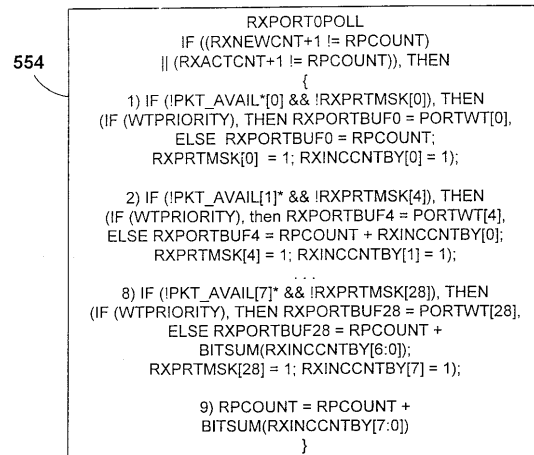 554
RXPORT0POLL
IF ((RXNEWCNT+1 != RPCOUNT)
|| (RXACTCNT+1 != RPCOUNT)), THEN
{
1) IF (!PKT_AVAIL*[0] && !RXPRTMSK[0]), THEN
(IF (WTPRIORITY), THEN RXPORTBUF0 = PORTWT[0],
ELSE RXPORTBUF0 = RPCOUNT;
RXPRTMSK[0] = 1; RXINCCNTBY[0] = 1);
2) IF (!PKT_AVAIL[1]* && !RXPRTMSK[4]), THEN
(IF (WTPRIORITY), then RXPORTBUF4 = PORTWT[4],
ELSE RXPORTBUF4 = RPCOUNT + RXINCCNTBY[0];
RXPRTMSK[4] = 1; RXINCCNTBY[1] = 1);
. . .
8) IF (!PKT_AVAIL[7]* && !RXPRTMSK[28]), THEN
(IF (WTPRIORITY), THEN RXPORTBUF28 = PORTWT[28],
ELSE RXPORTBUF28 = RPCOUNT +
BITSUM(RXINCCNTBY[6:0]);
RXPRTMSK[28] = 1; RXINCCNTBY[7] = 1);
9) RPCOUNT = RPCOUNT +
BITSUM(RXINCCNTBY[7:0])
}